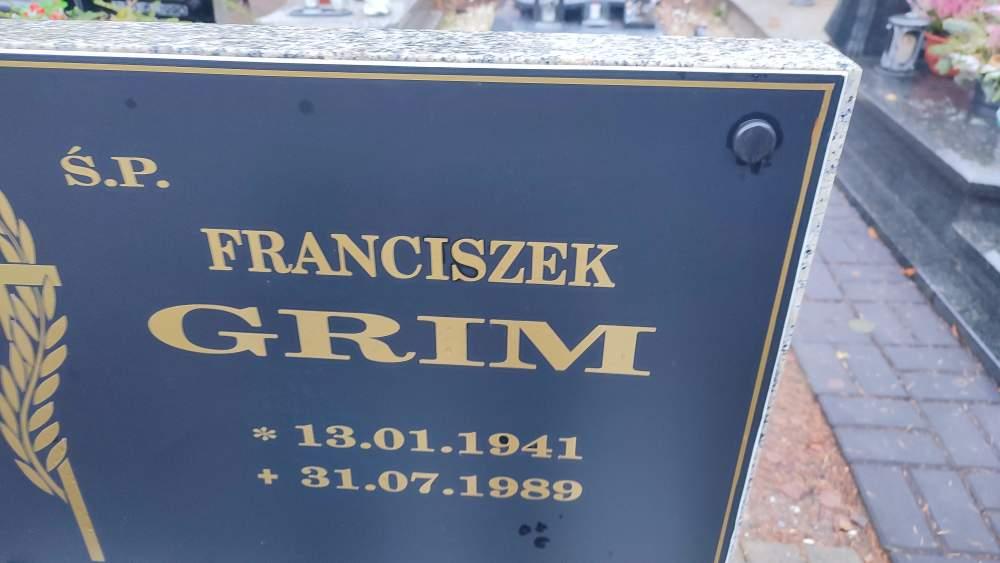 Ś.P.
FRANCISZEK
GRIM
* 13.01.1941
+ 31.07.1989